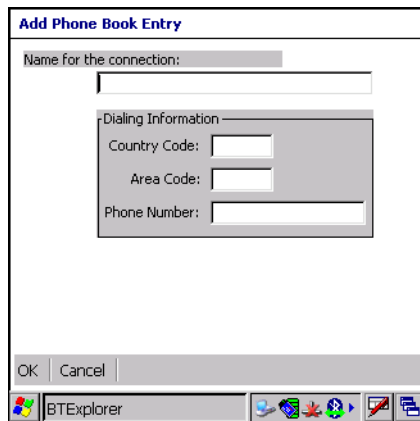 Add Phone Book Entry
Name for the connection:
Dialing Information
Country Code:
Area Code:
Phone Number:
OK Cancel
BTExplorer